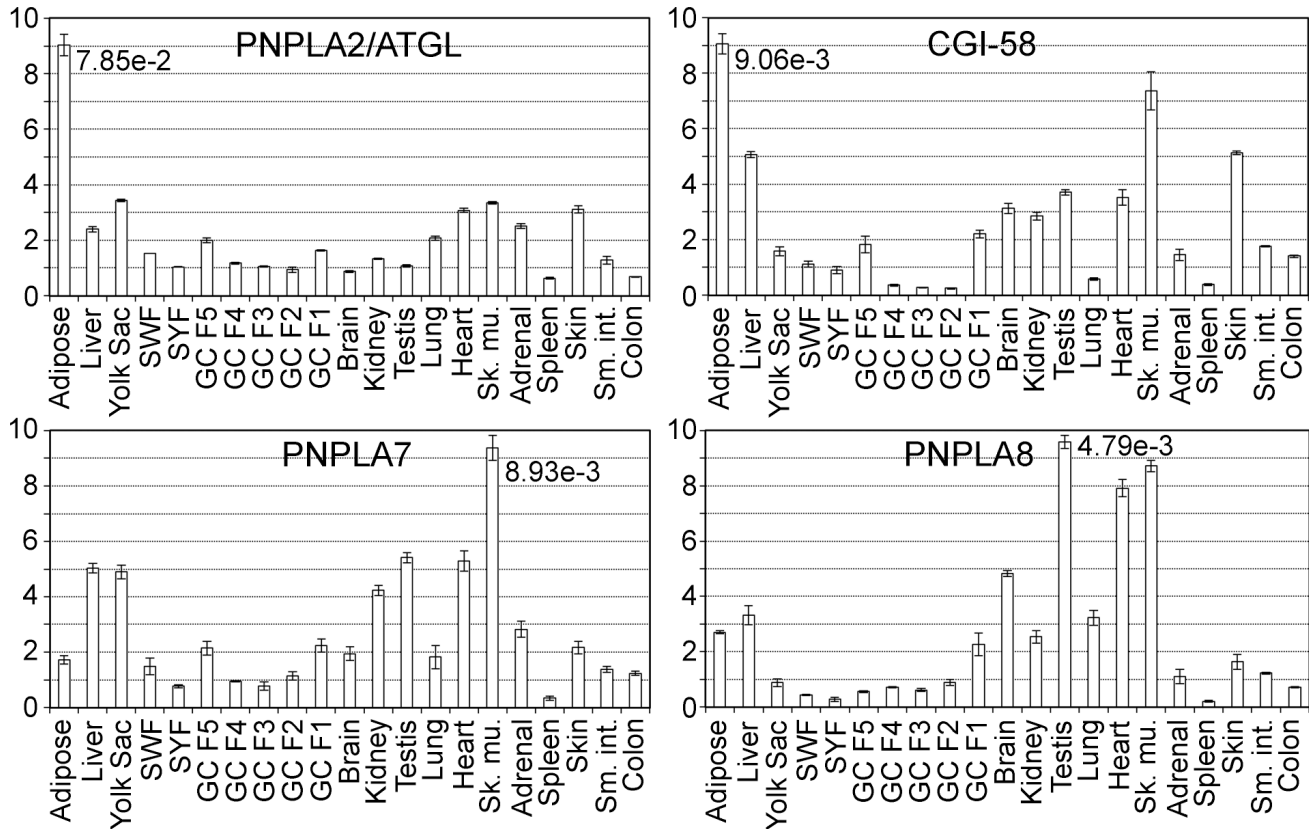 PNPLA2/ATGL
10
8
6
4
2
0
7.85e-2
Adipose
Liver
Yolk Sac
SWF
SYF
GC F5
GC F4
GC F3
GC F2
GC F1
Brain
Kidney
Testis
Lung
Heart
Sk. mu.
Adrenal
Spleen
Skin
Sm. int.
Colon
CGI-58
10
8
6
4
2
0
9.06e-3
Adipose
Liver
Yolk Sac
SWF
SYF
GC F5
GC F4
GC F3
GC F2
GC F1
Brain
Kidney
Testis
Lung
Heart
Sk. mu.
Adrenal
Spleen
Skin
Sm. int.
Colon
PNPLA7
10
8
6
4
2
0
8.93e-3
Adipose
Liver
Yolk Sac
SWF
SYF
GC F5
GC F4
GC F3
GC F2
GC F1
Brain
Kidney
Testis
Lung
Heart
Sk. mu.
Adrenal
Spleen
Skin
Sm. int.
Colon
PNPLA8
10
8
6
4
2
0
4.79e-3
Adipose
Liver
Yolk Sac
SWF
SYF
GC F5
GC F4
GC F3
GC F2
GC F1
Brain
Kidney
Testis
Lung
Heart
Sk. mu.
Adrenal
Spleen
Skin
Sm. int.
Colon